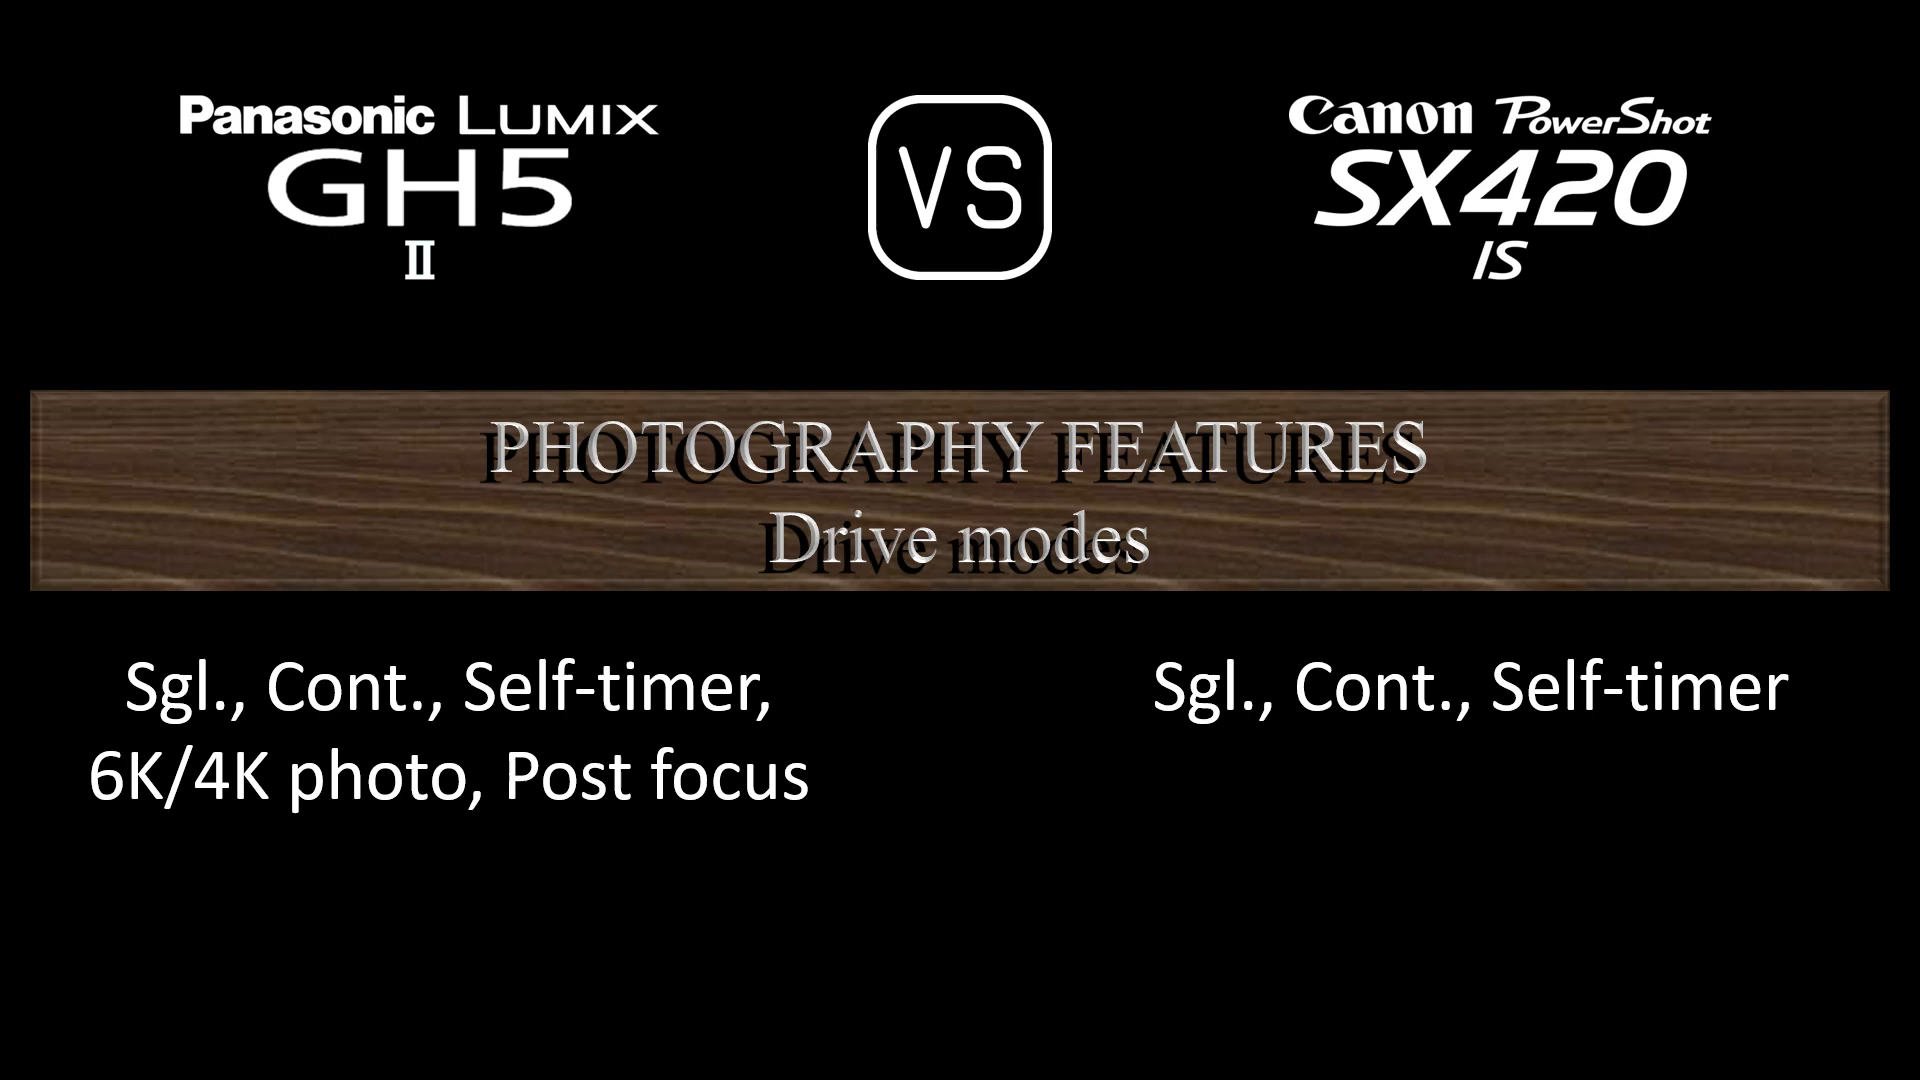 Panasonic LUMIX
GH5
II
VS
Canon PowerShot
SX420
IS
PHOTOGRAPHY FEATURES
Drive modes
Sgl., Cont., Self-timer,
6K/4K photo, Post focus
Sgl., Cont., Self-timer